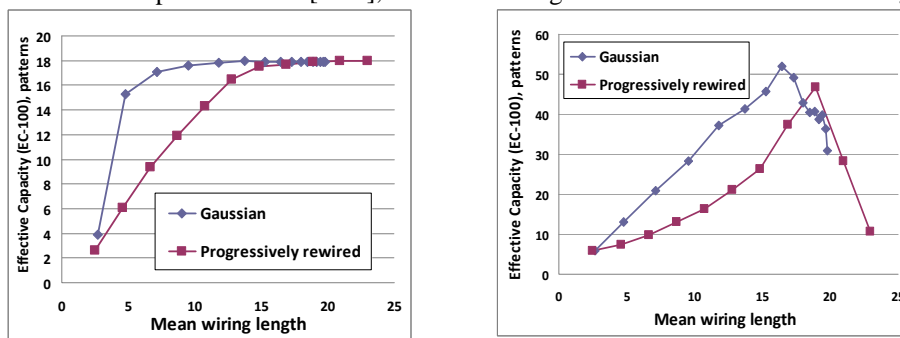 Effective Capacity (EC-100), patterns
20
18
16
14
12
10
8
6
4
2
0
Gaussian
Progressively rewired
0 5 10 15 20 25
Mean wiring length
Effective Capacity (EC-100), patterns
60
50
40
30
20
10
0
Gaussian
Progressively rewired
0 5 10 15 20 25
Mean wiring length